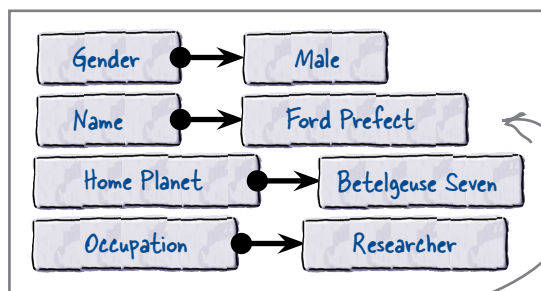 Gender Male
Name Ford Prefect
Home Planet Betelgeuse Seven
Occupation Researcher